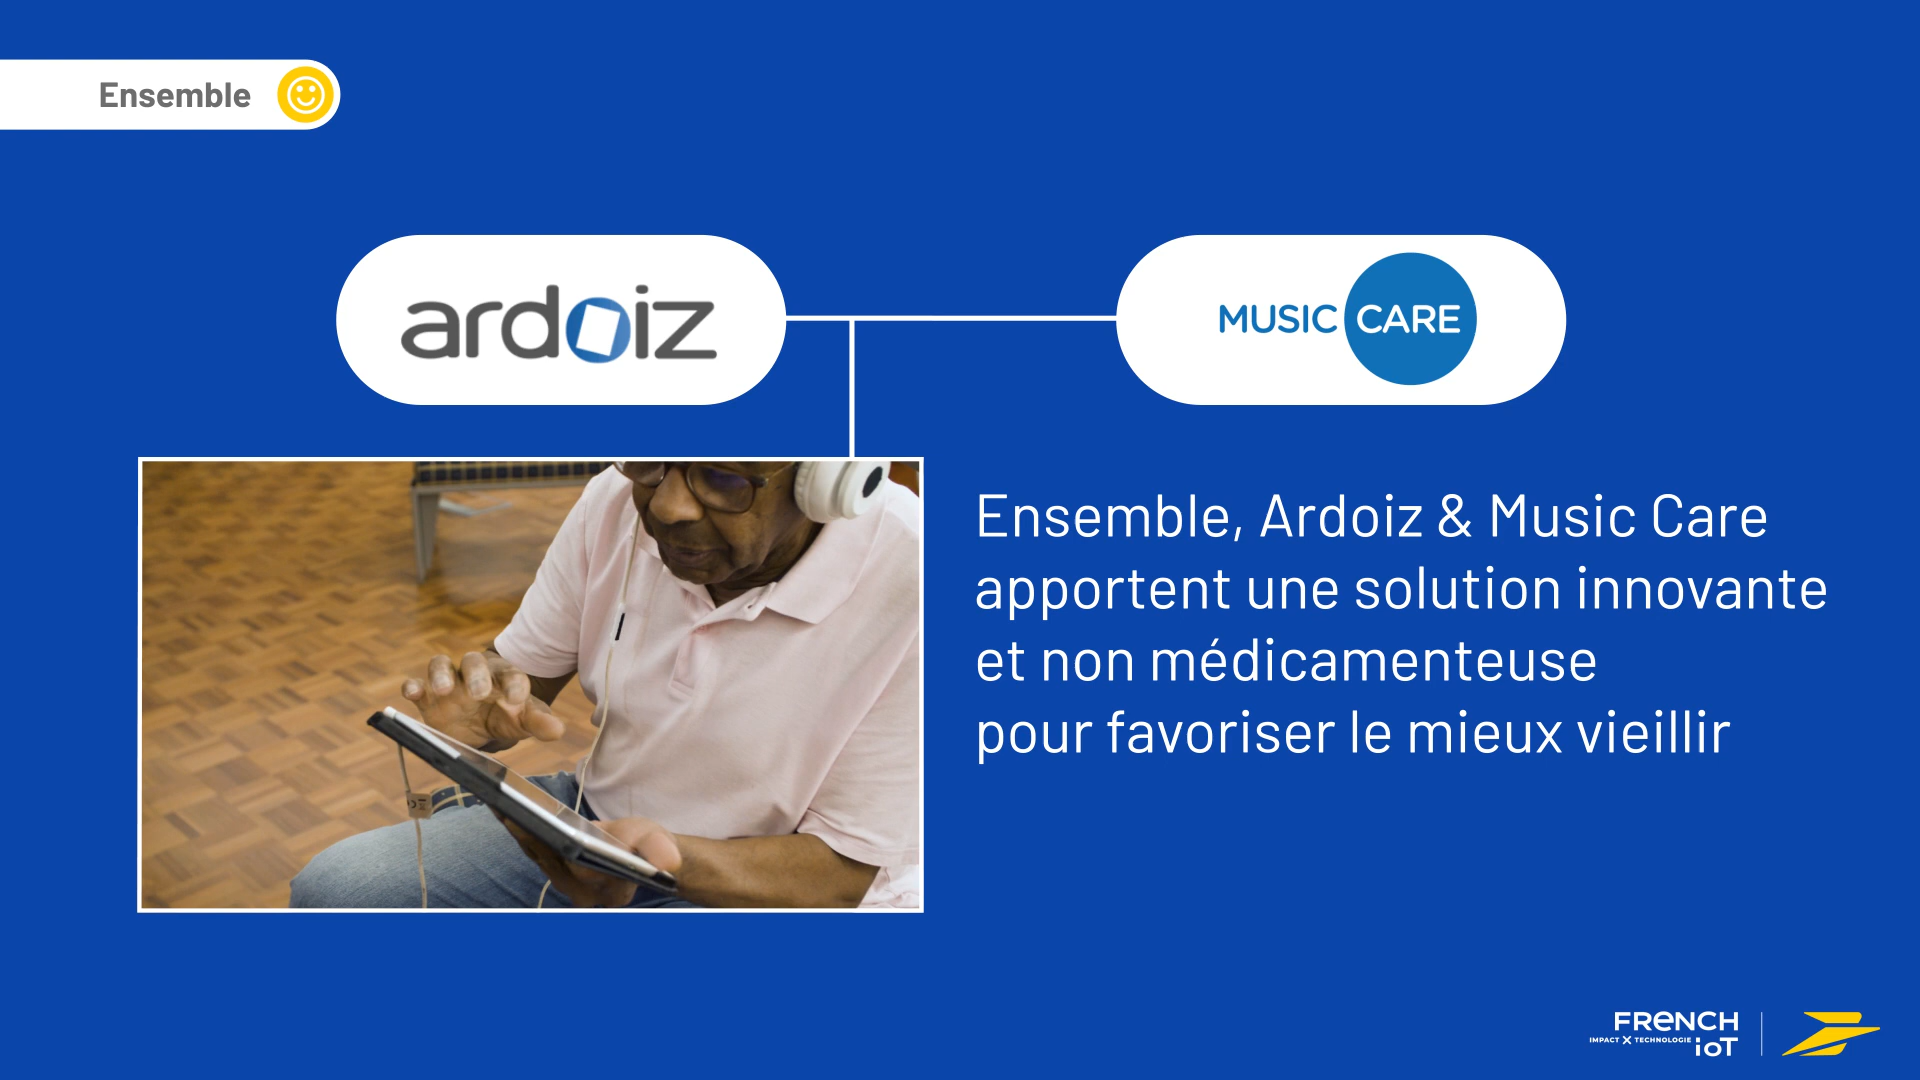 Ensemble
ardoiz
MUSIC CARE
Ensemble, Ardoiz & Music Care
apportent une solution innovante
et non médicamenteuse
pour favoriser le mieux vieillir
FRENCH
IMPACT X TECHNOLOGIE IoT